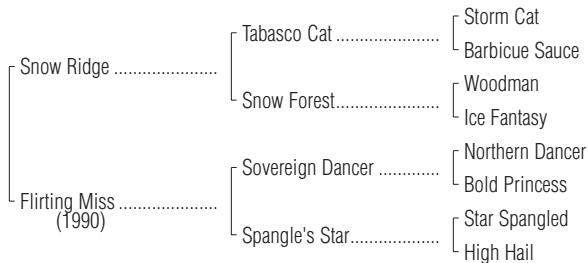 Storm Cat
Tabasco Cat ......................
Barbicue Sauce
Snow Ridge ......................
Woodman
Snow Forest......................
Ice Fantasy
Northern Dancer
Sovereign Dancer ..............
Bold Princess
Flirting Miss .....................
(1990)
Star Spangled
Spangle's Star...................
High Hail